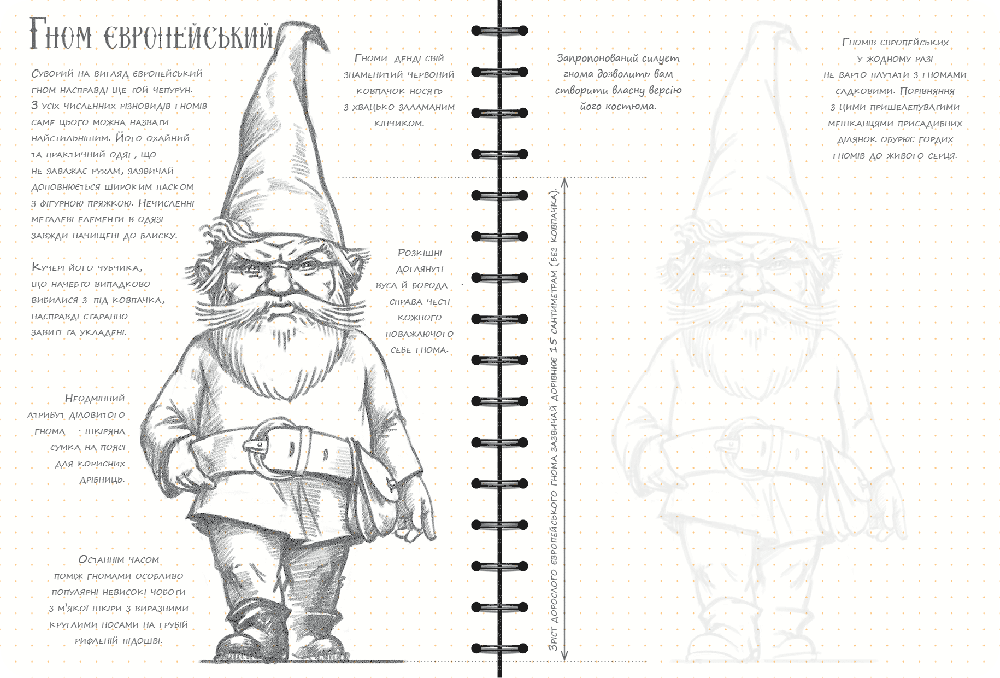 Гном європейський
Суворий на вигляд європейський
гном насправді ще той чепурун.
З усіх численних різновидів гномів
саме цього можна назвати
найстильнішим. Його охайний
та практичний одяг, що
не заважає рухам, зазвичай
доповнюється широким паском
з фігурною пряжкою. Нечисленні
металеві елементи в одязі
завжди начищені до блиску.
Кучері його чубчика,
що начебто випадково
вибилися з-під ковпачка,
насправді старанно
завиті та укладені.
Неодмінний
атрибут діловитого
гнома - шкіряна
сумка на поясі
для корисних
дрібниць.
Останнім часом
поміж гномами особливо
популярні невисокі чоботи
з м'якої шкіри з виразними
круглими носами на грубій
рифленій підошві.
Гноми-денді свій
знаменитий червоний
ковпачок носять
з хвацько заламаним
кінчиком.
Розкішні
доглянуті
вуса й борода -
справа честі
кожного
поважаючого
себе гнома.
Запропонований силует
гнома дозволить вам
створити власну версію
його костюма.
Зріст дорослого європейського гнома зазвичай дорівнює 15 сантиметрам (без ковпачка).
Гномів європейських
у жодному разі
не варто плутати з гномами
садковими. Порівняння
з цими пришелепуватими
мешканцями присадибних
ділянок обурює гордих
гномів до живого серця.